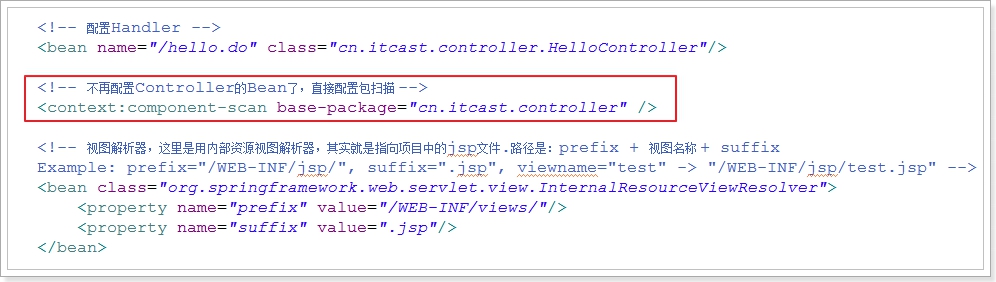 <!-- 配置Handler -->
<bean name="/hello.do" class="cn.itcast.controller.HelloController"/>
<!-- 不再配置Controller的Bean了，直接配置包扫描 -->
<context:component-scan base-package="cn.itcast.controller" />
<!-- 视图解析器，这里是用内部资源视图解析器，其实就是指向项目中的jsp文件.路径是：prefix + 视图名称 + suffix
Example: prefix="/WEB-INF/jsp/", suffix=".jsp", viewname="test" -> "/WEB-INF/jsp/test.jsp" -->
<bean class="org.springframework.web.servlet.view.InternalResourceViewResolver">
<property name="prefix" value="/WEB-INF/views/"/>
<property name="suffix" value=".jsp"/>
</bean>